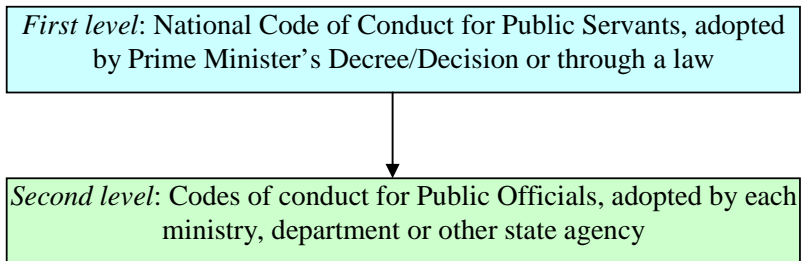 First level: National Code of Conduct for Public Servants, adopted
by Prime Minister’s Decree/Decision or through a law
Second level: Codes of conduct for Public Officials, adopted by each
ministry, department or other state agency